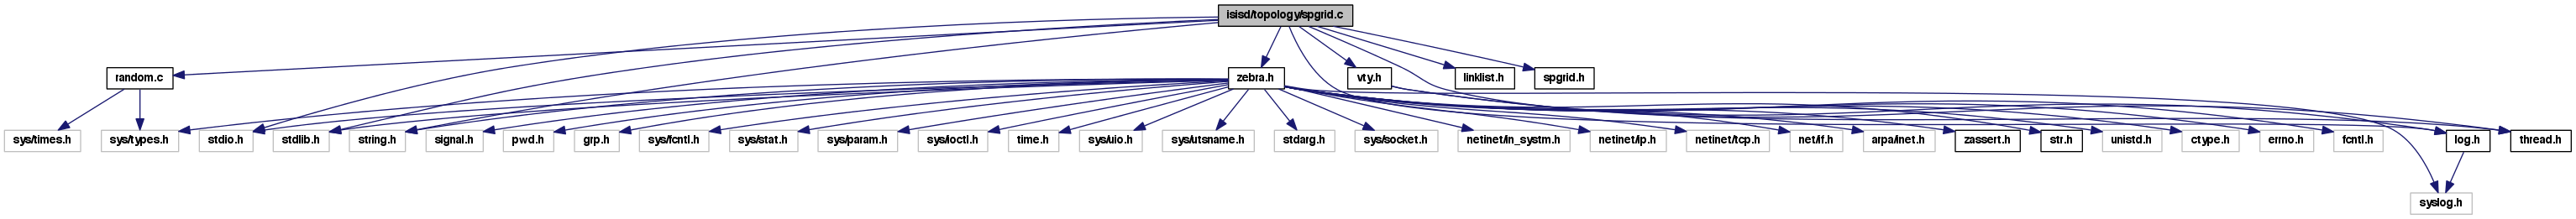 isisd/topology/spgrid.c
random.c
zebra.h
vty.h
linklist.h
spgrid.h
sys/times.h
sys/types.h
stdio.h
stdlib.h
string.h
signal.h
pwd.h
grp.h
sys/fcntl.h
sys/stat.h
sys/param.h
sys/ioctl.h
time.h
sys/uio.h
sys/utsname.h
stdarg.h
sys/socket.h
netinet/in_systm.h
netinet/ip.h
netinet/tcp.h
net/if.h
arpa/inet.h
zassert.h
str.h
unistd.h
ctype.h
errno.h
fcntl.h
log.h
thread.h
syslog.h